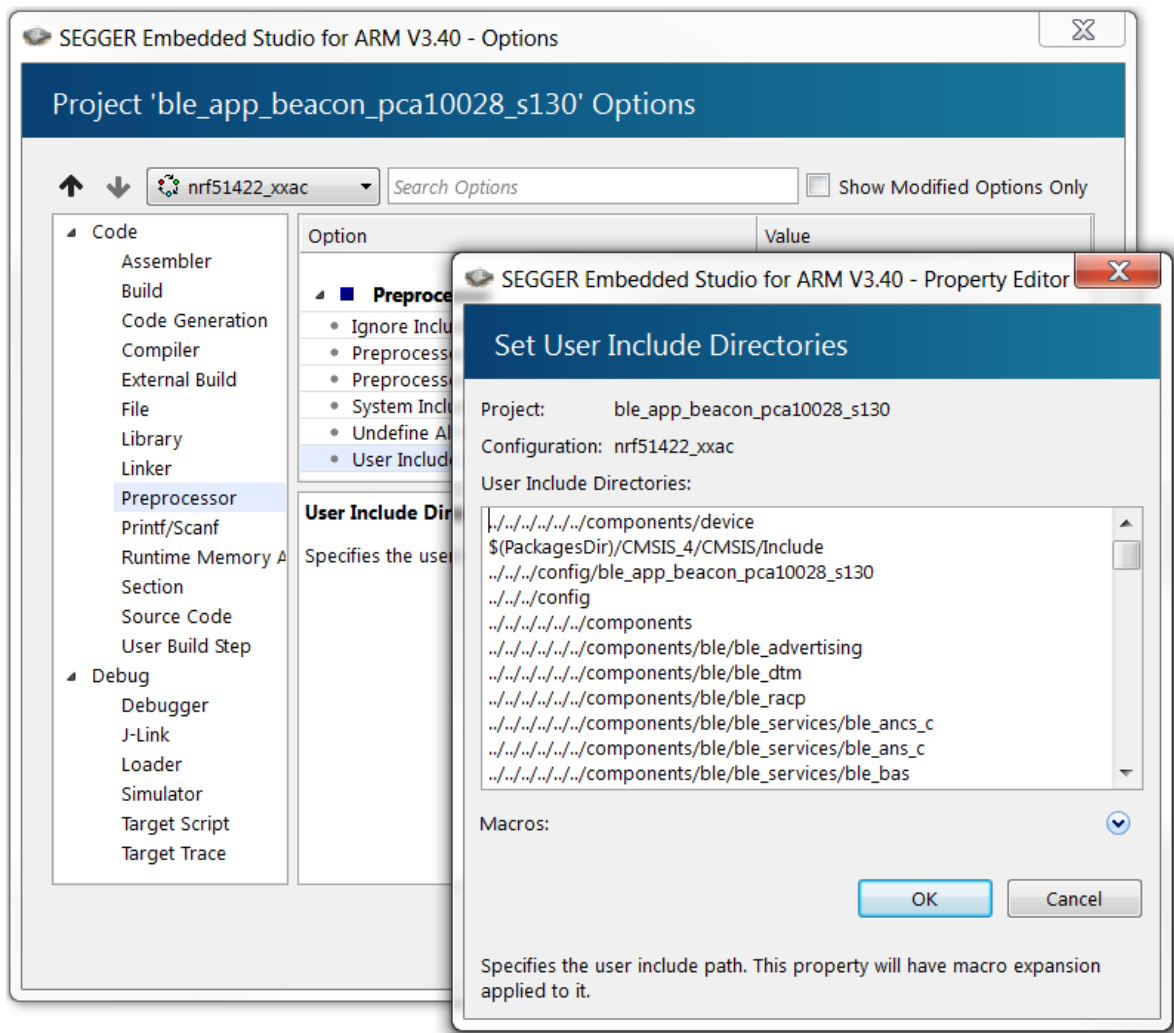 SEGGER Embedded Studio for ARM V3.40 - Options
Project 'ble_app_beacon_pca10028_s130' Options
nrf51422_xxac
Search Options
Show Modified Options Only
Code
Assembler
Build
Code Generation
Compiler
External Build
File
Library
Linker
Preprocessor
Printf/Scanf
Runtime Memory A
Section
Source Code
User Build Step
Debug
Debugger
J-Link
Loader
Simulator
Target Script
Target Trace
Option Value
Preproce
Ignore Inclu
Preprocess
Preprocess
System Inclu
Undefine Al
User Include
User Include Dir
Specifies the user
SEGGER Embedded Studio for ARM V3.40 - Property Editor
Set User Include Directories
Project: ble_app_beacon_pca10028_s130
Configuration: nrf51422_xxac
User Include Directories:
../../../../../../components/device
$(PackagesDir)/CMSIS_4/CMSIS/Include
../../../config/ble_app_beacon_pca10028_s130
../../../config
../../../../../../components
../../../../../../components/ble/ble_advertising
../../../../../../components/ble/ble_dtm
../../../../../../components/ble/ble_racp
../../../../../../components/ble/ble_services/ble_ancs_c
../../../../../../components/ble/ble_services/ble_ans_c
../../../../../../components/ble/ble_services/ble_bas
Macros:
OK Cancel
Specifies the user include path. This property will have macro expansion
applied to it.